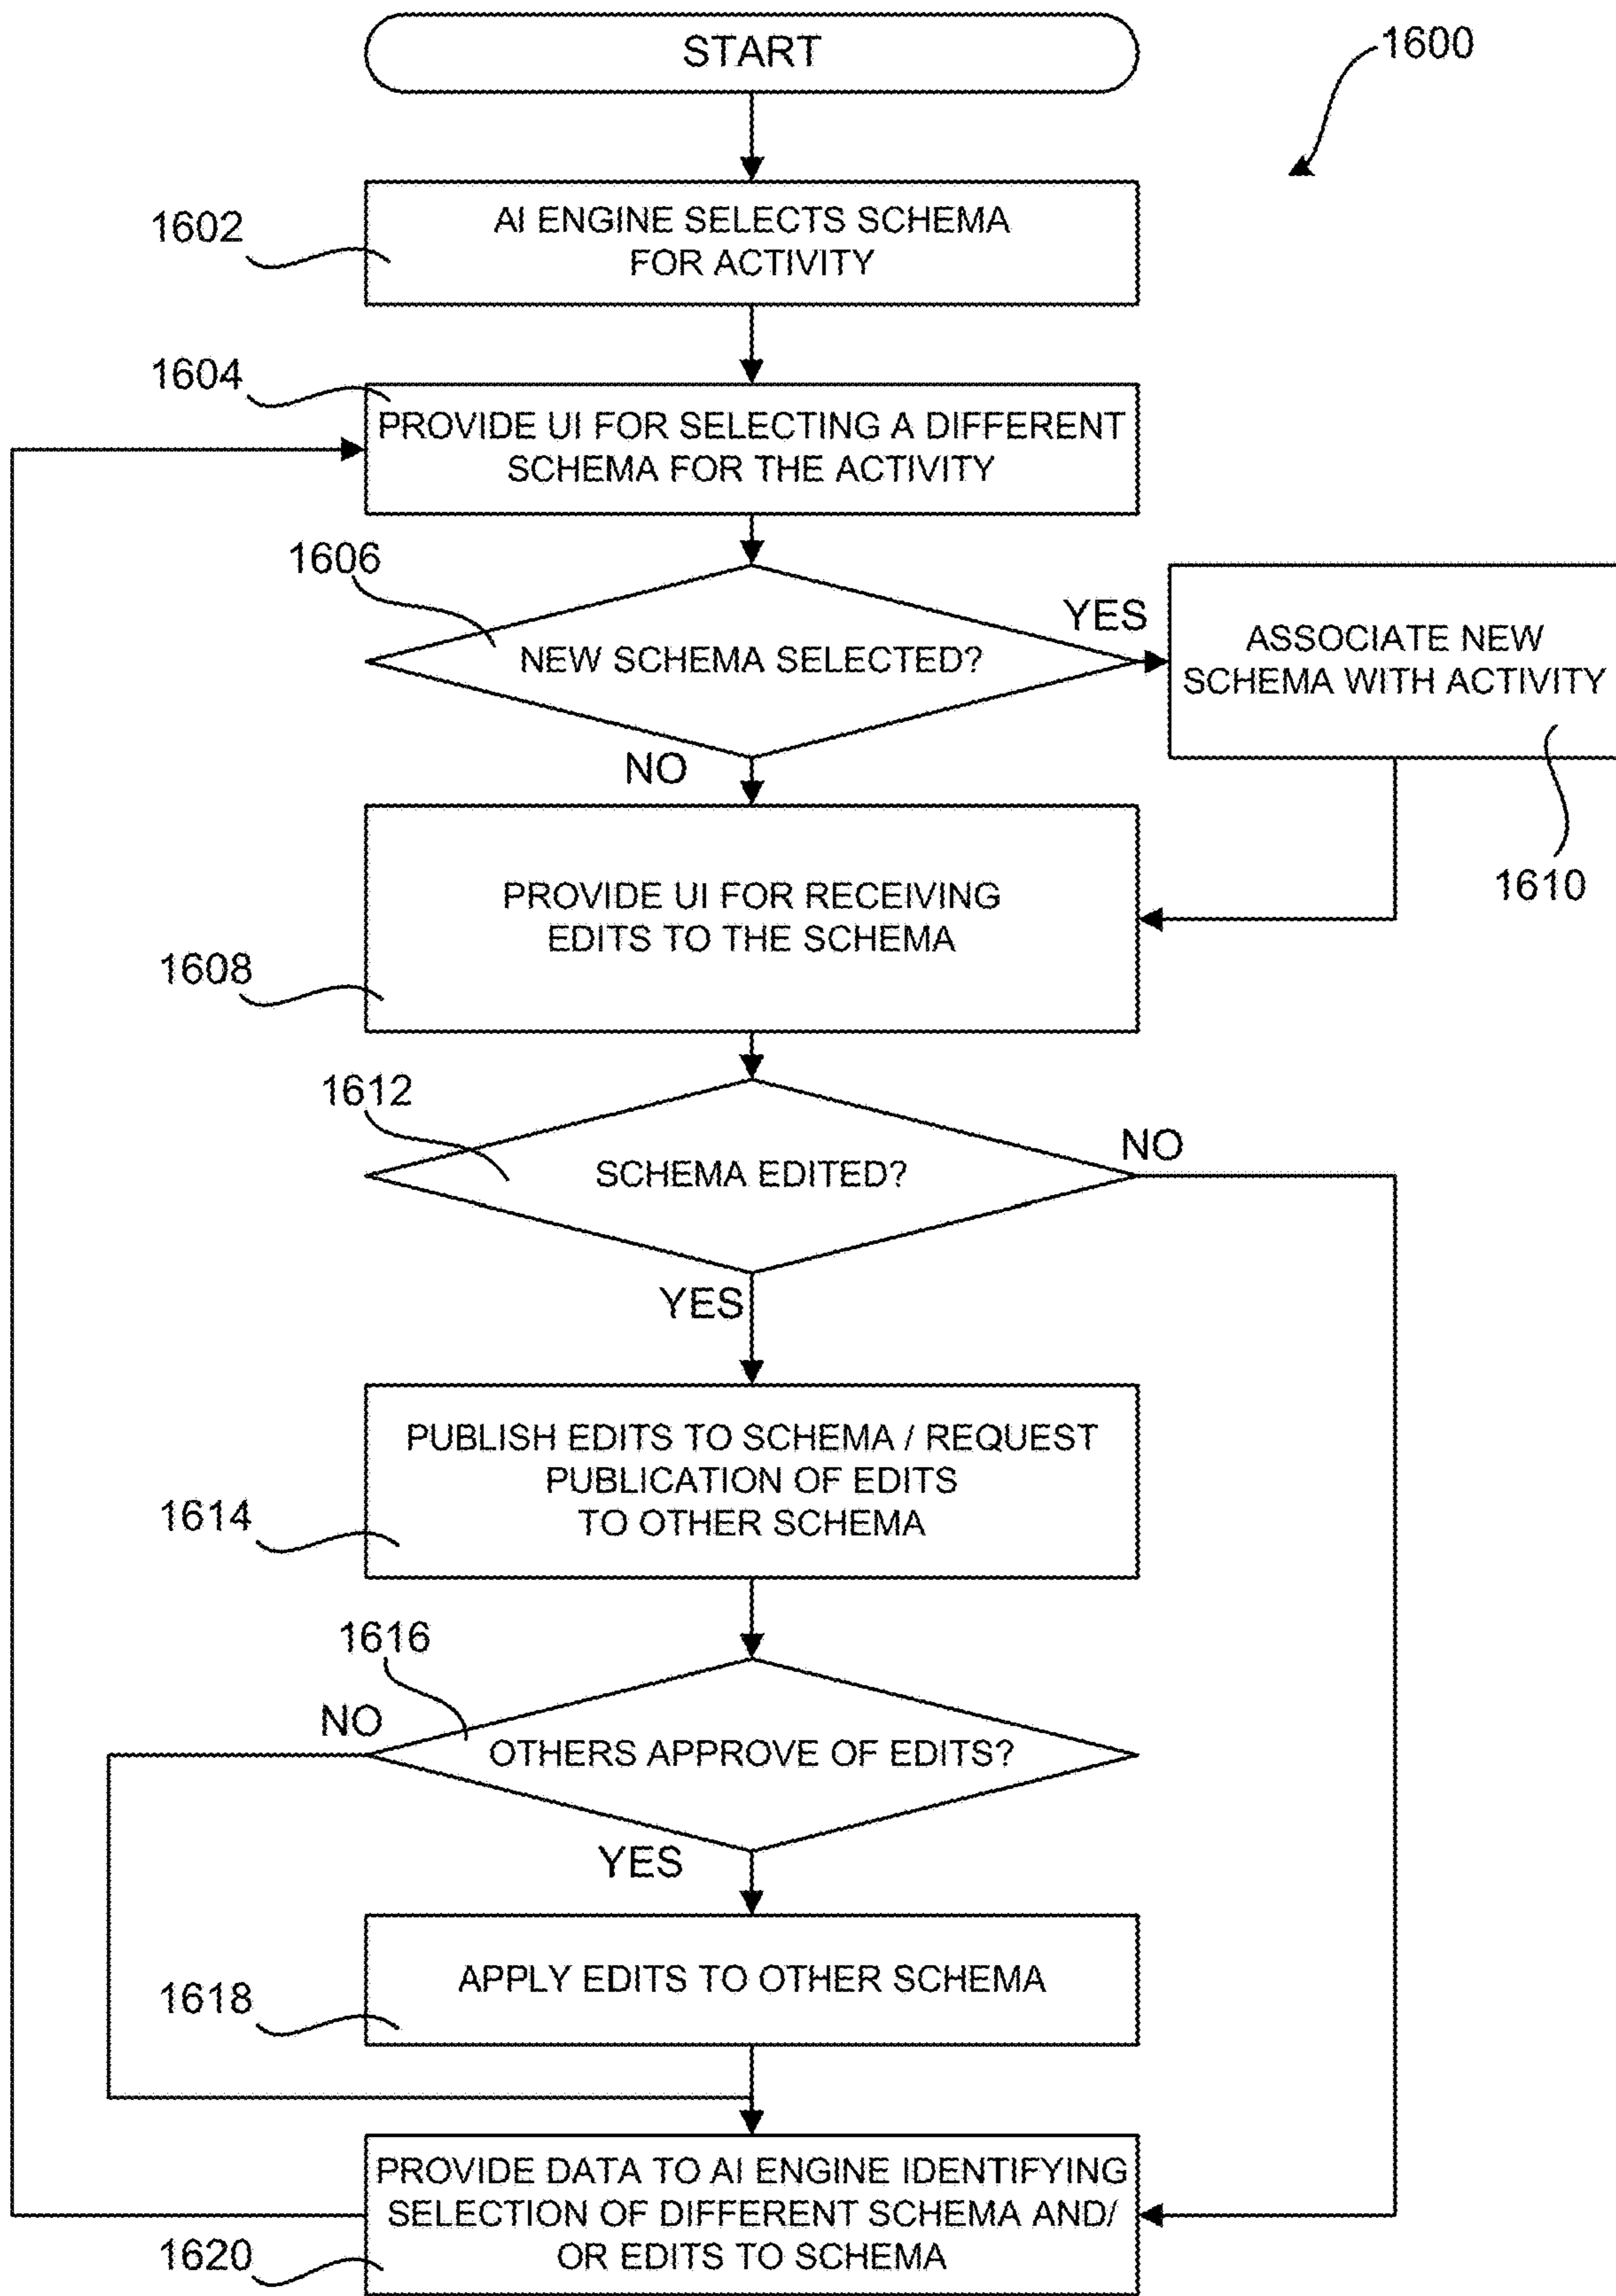 START
1600
1602
AI ENGINE SELECTS SCHEMA
FOR ACTIVITY
1604
PROVIDE UI FOR SELECTING A DIFFERENT
SCHEMA FOR THE ACTIVITY
1606
NEW SCHEMA SELECTED?
YES
ASSOCIATE NEW
SCHEMA WITH ACTIVITY
1610
NO
PROVIDE UI FOR RECEIVING
EDITS TO THE SCHEMA
1608
1612
SCHEMA EDITED?
NO
YES
PUBLISH EDITS TO SCHEMA / REQUEST
PUBLICATION OF EDITS
TO OTHER SCHEMA
1614
1616
NO
OTHERS APPROVE OF EDITS?
YES
APPLY EDITS TO OTHER SCHEMA
1618
PROVIDE DATA TO AI ENGINE IDENTIFYING
SELECTION OF DIFFERENT SCHEMA AND/
OR EDITS TO SCHEMA
1620